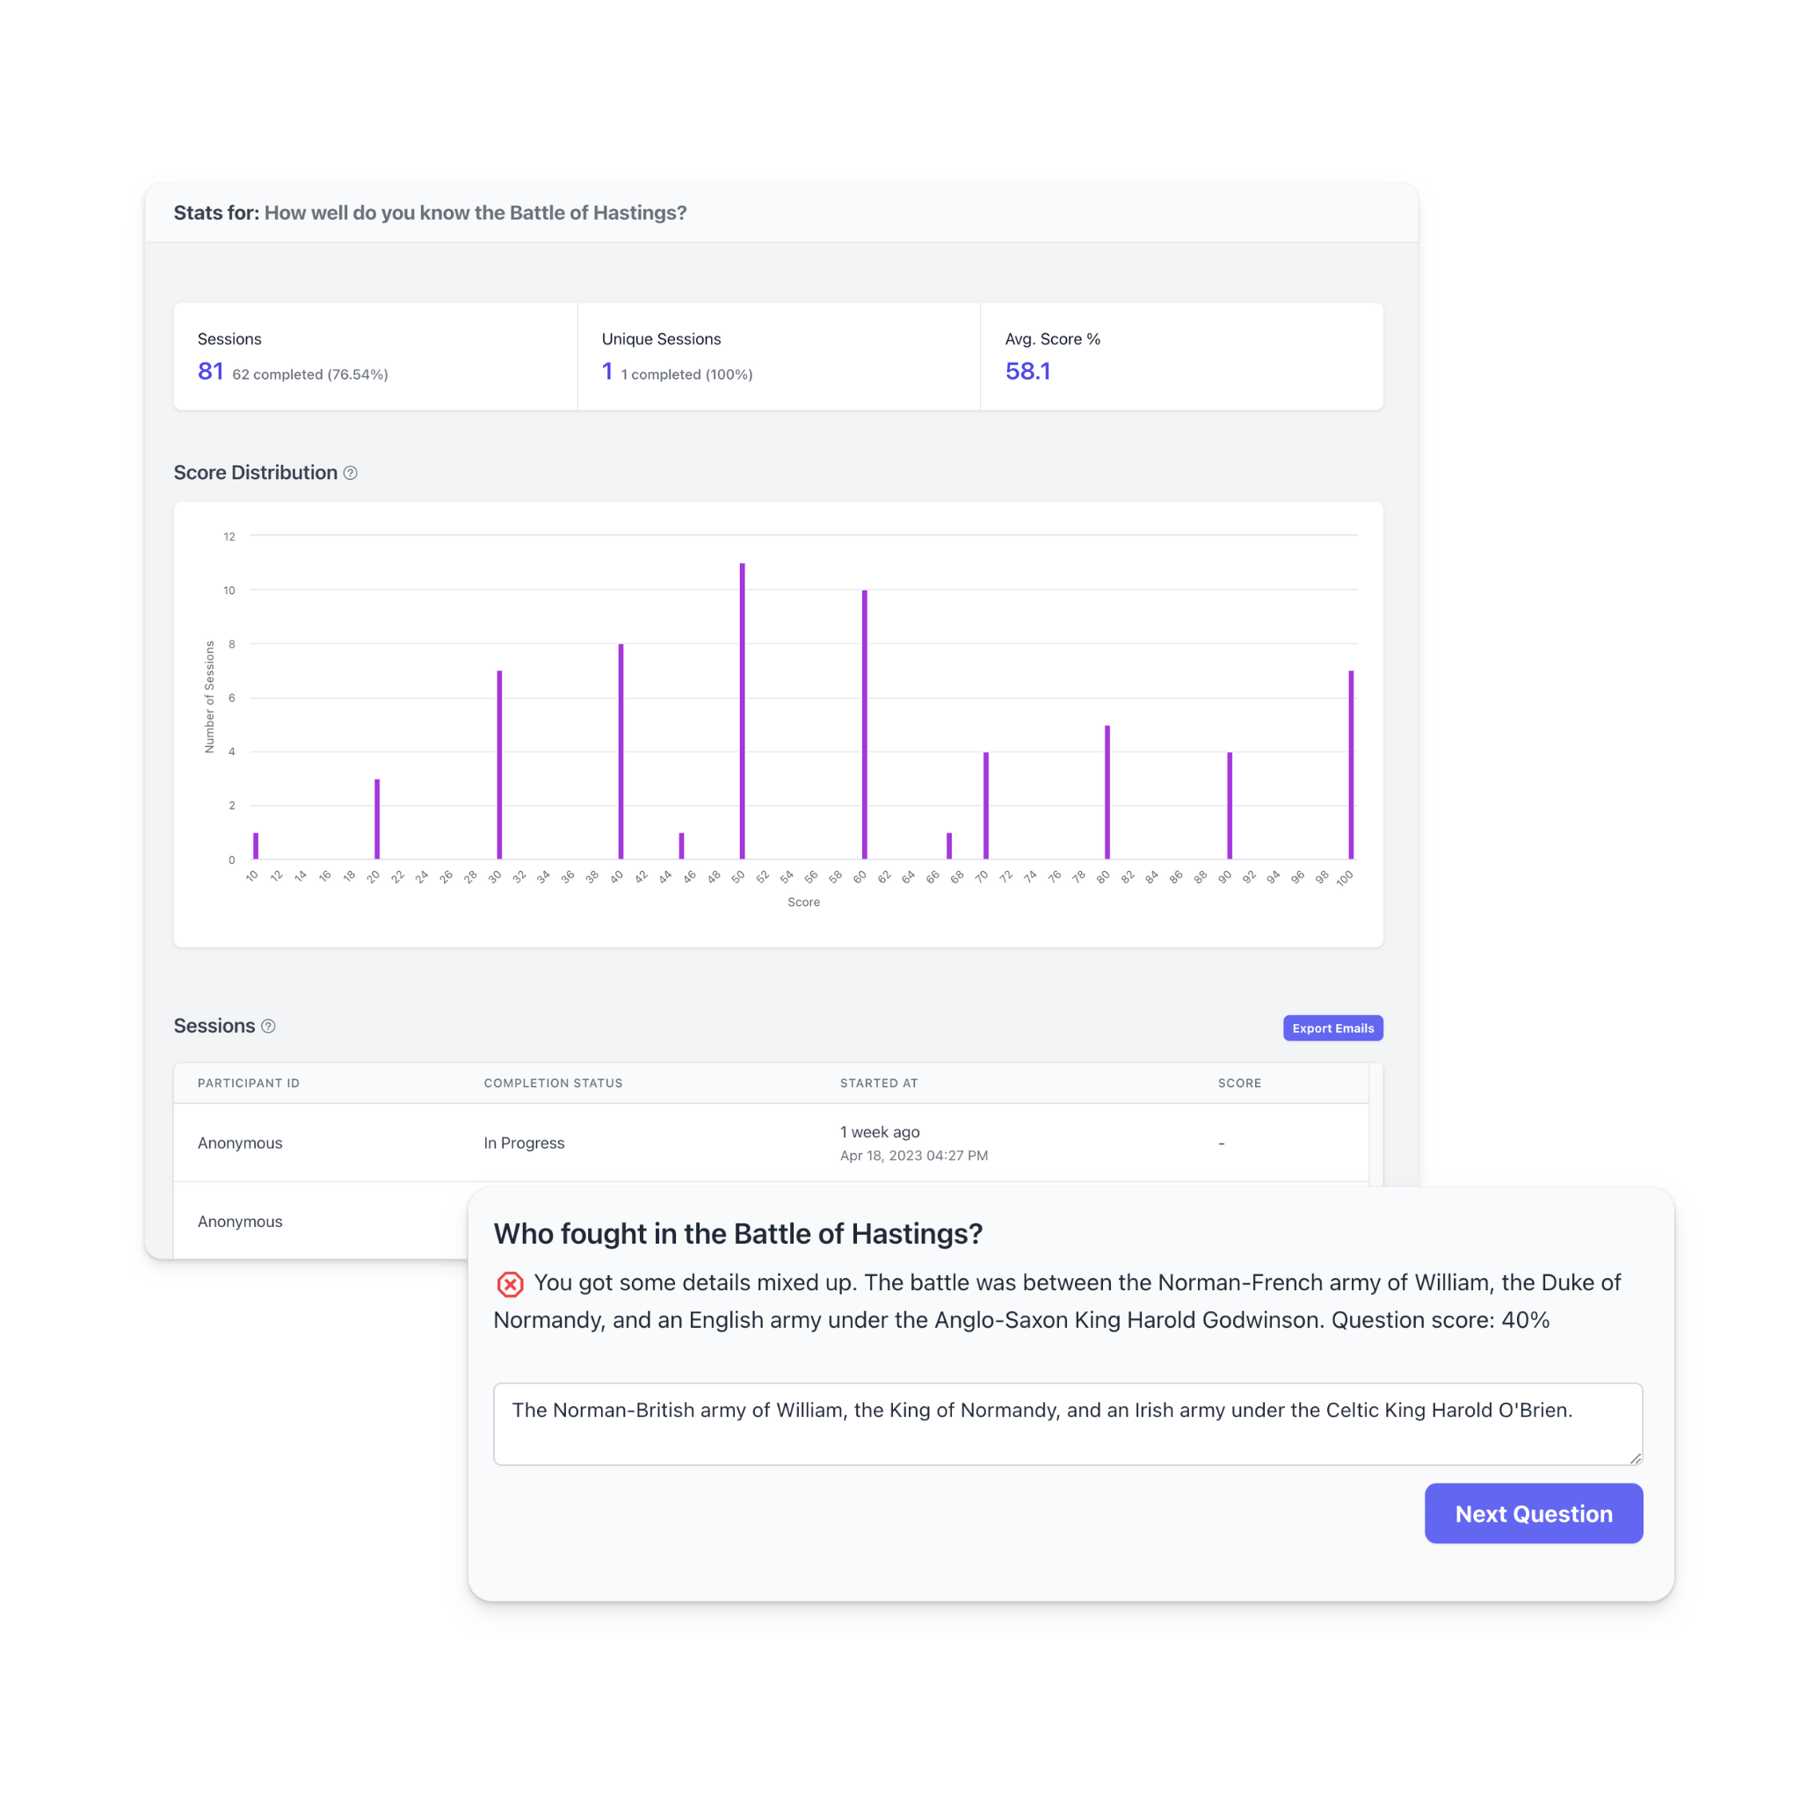 Stats for: How well do you know the Battle of Hastings?
Sessions
81 62 completed (76.54%)
Unique Sessions
1 1 completed (100%)
Avg. Score %
58.1
Score Distribution
12
10
8
6
4
2
0
Number of Sessions
10 12 14 16 18 20 22 24 26 28 30 32 34 36 38 40 42 44 46 48 50 52 54 56 58 60 62 64 66 68 70 72 74 76 78 80 82 84 86 88 90 92 94 96 98 100
Score
Sessions
Export Emails
PARTICIPANT ID COMPLETION STATUS STARTED AT SCORE
Anonymous In Progress 1 week ago -
Apr 18, 2023 04:27 PM
Anonymous
Who fought in the Battle of Hastings?
You got some details mixed up. The battle was between the Norman-French army of William, the Duke of
Normandy, and an English army under the Anglo-Saxon King Harold Godwinson. Question score: 40%
The Norman-British army of William, the King of Normandy, and an Irish army under the Celtic King Harold O'Brien.
Next Question